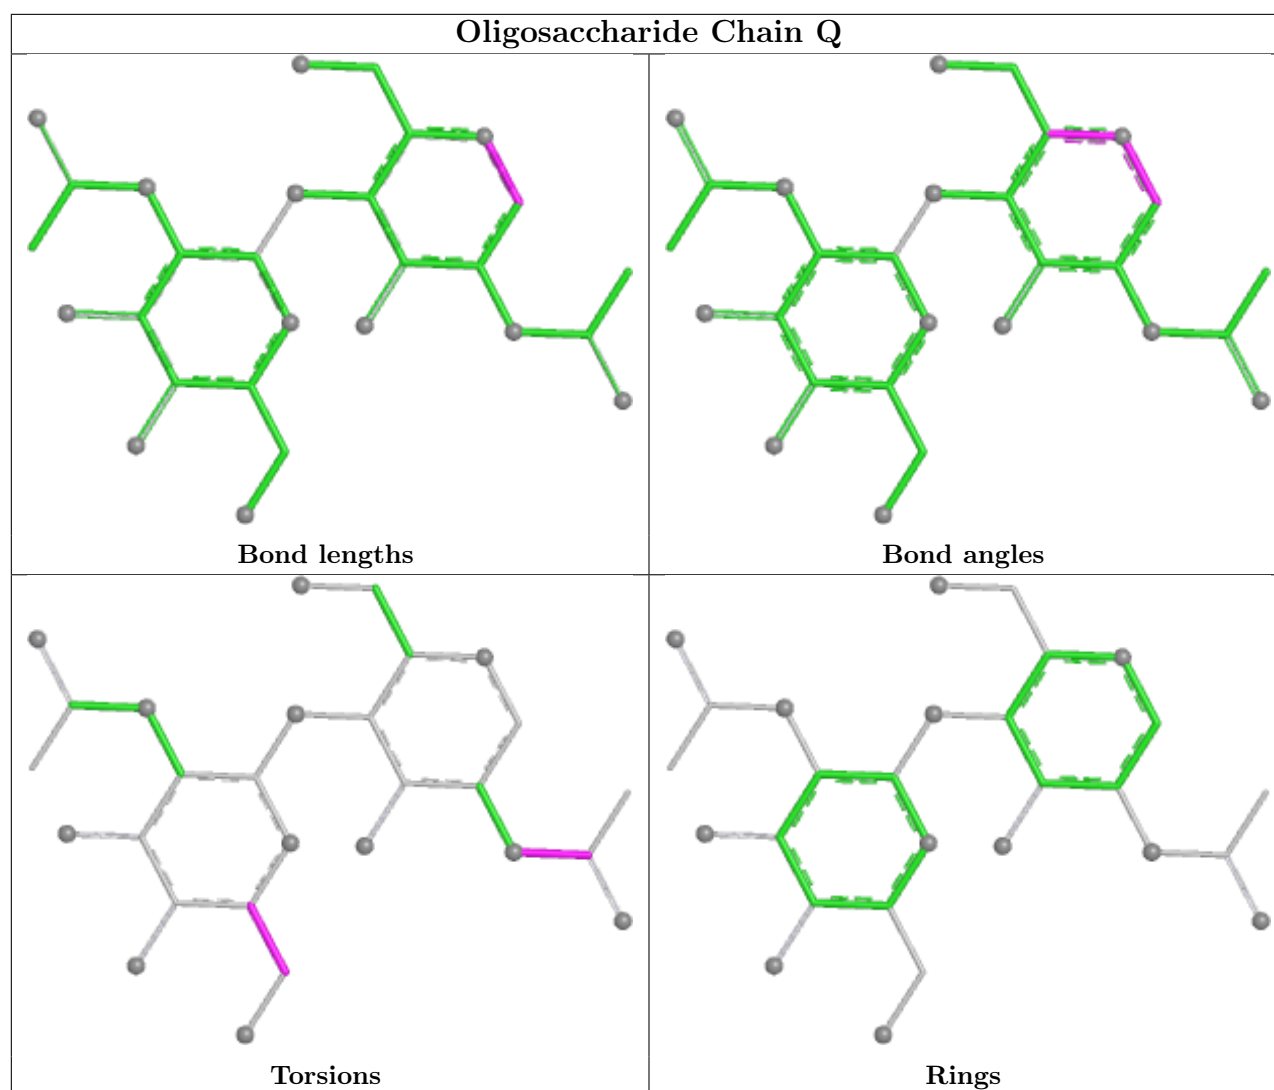 Oligosaccharide Chain Q
Bond lengths
Bond angles
Torsions
Rings